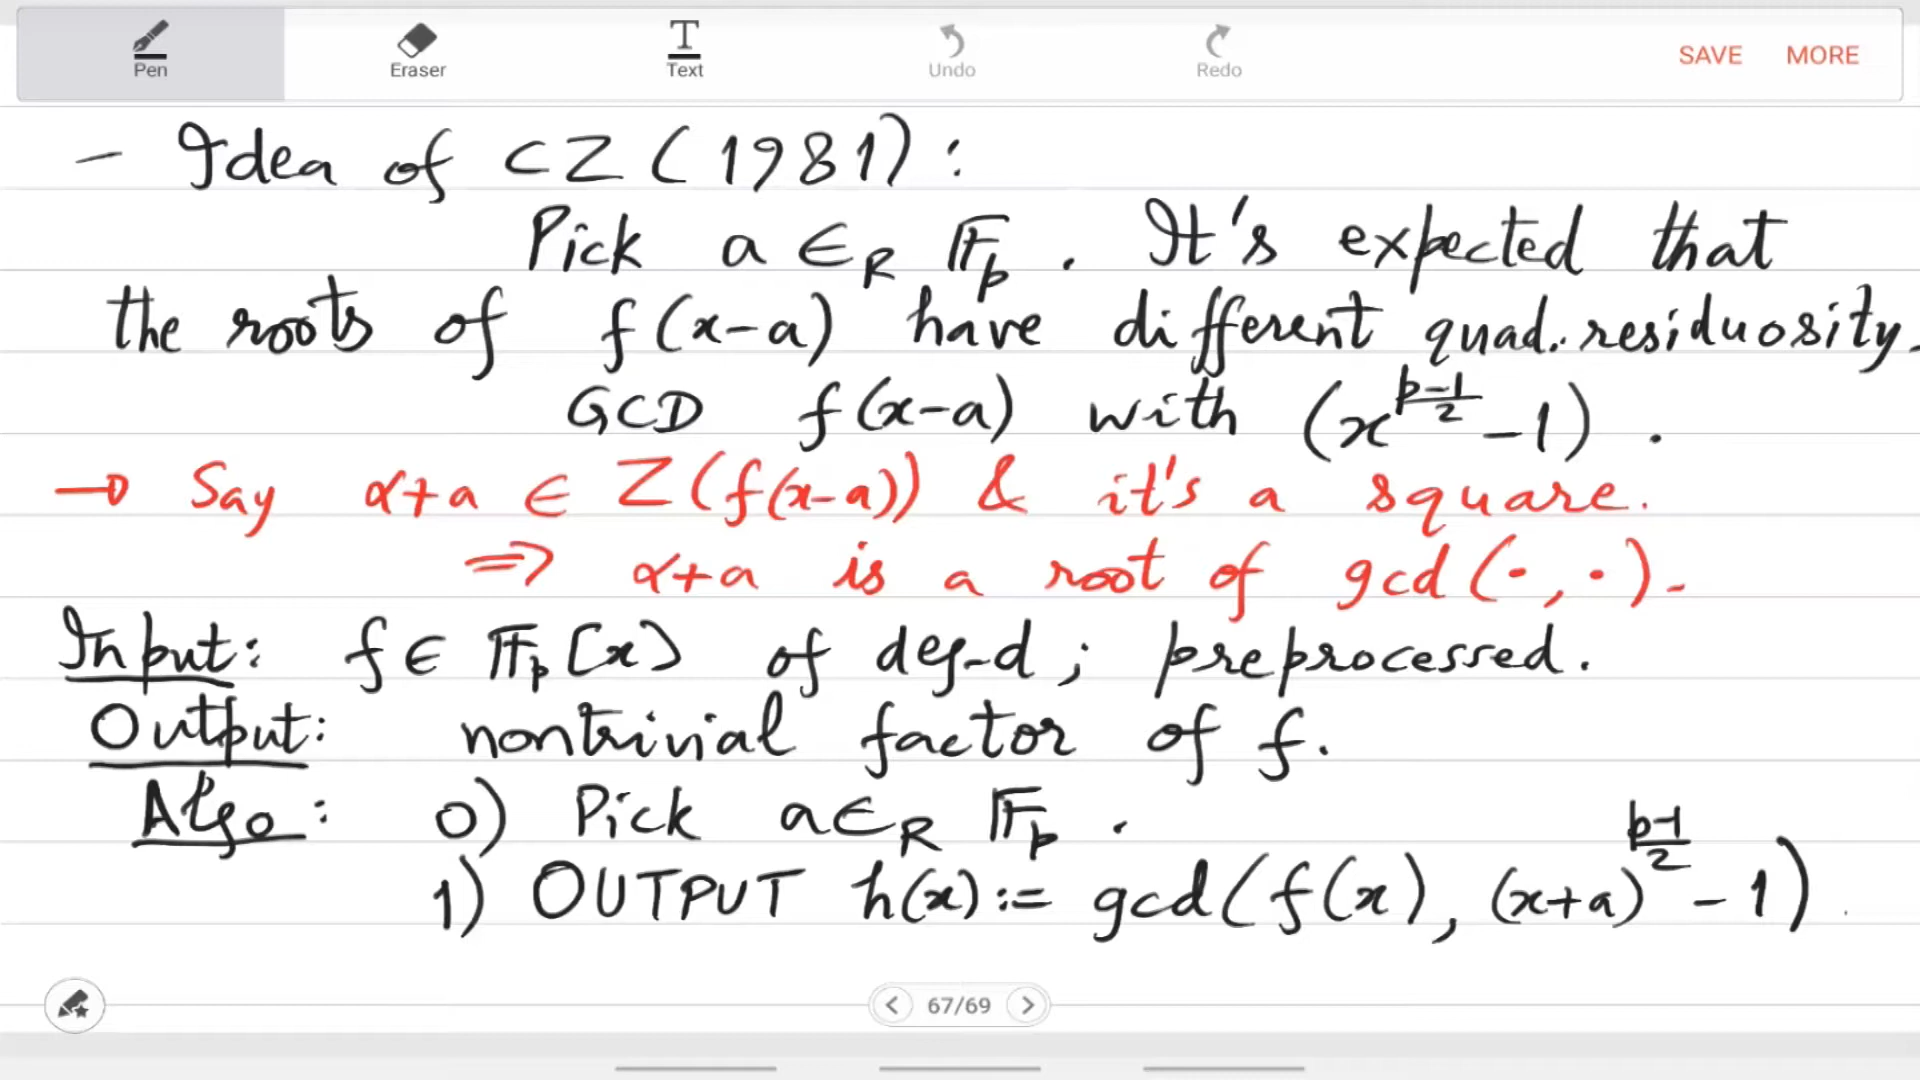 Pen Eraser Text Undo Redo SAVE MORE
- Idea of CZ (1981):
Pick a ∈_R 𝔽_p. It's expected that
the roots of f(x-a) have different quad. residuosity.
GCD f(x-a) with (x^{\frac{p-1}{2}} - 1).
→ Say α+a ∈ Z(f(x-a)) & it's a square.
⇒ α+a is a root of gcd(·,·).
Input: f ∈ 𝔽_p[x] of deg-d; preprocessed.
Output: nontrivial factor of f.
Algo: 0) Pick a ∈_R 𝔽_p.
1) OUTPUT h(x) := gcd(f(x), (x+a)^{\frac{p-1}{2}} - 1).
67/69